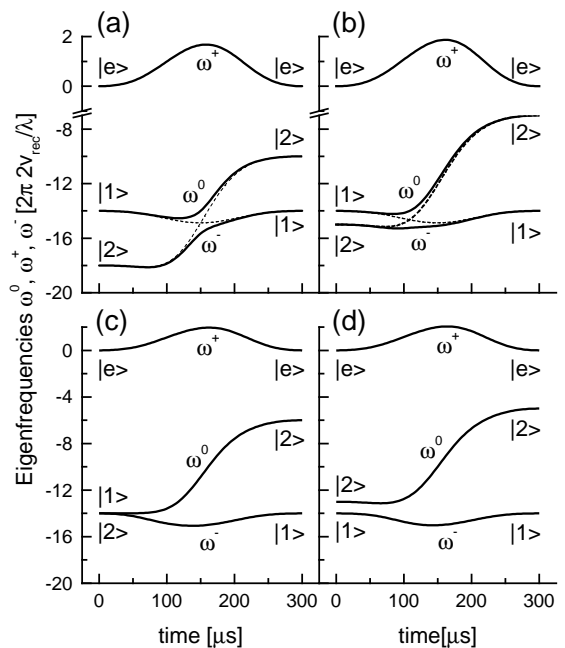 (a)
(b)
2
|e>
|e>
|e>
|e>
0
ω⁺
ω⁺
-8
|2>
|2>
-12
|1>
ω⁰
|1>
ω⁰
-16
|2>
ω⁻
|1>
|2>
ω⁻
|1>
-20
(c)
(d)
0
ω⁺
ω⁺
|e>
|e>
|e>
|e>
-4
-8
ω⁰
|2>
ω⁰
|2>
-12
|1>
|2>
-16
|2>
ω⁻
|1>
|1>
ω⁻
|1>
-20
0 100 200 300
0 100 200 300
time [µs]
time[µs]
Eigenfrequencies ω⁰, ω⁺, ω⁻ [2π 2vrec/λ]